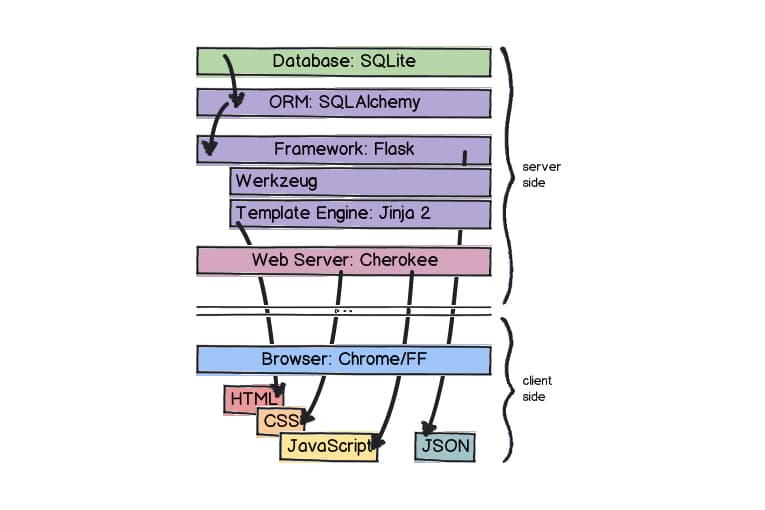 Database: SQLite
ORM: SQLAlchemy
Framework: Flask
server
side
Werkzeug
Template Engine: Jinja 2
Web Server: Cherokee
...
Browser: Chrome/FF
client
side
HTML
CSS
JavaScript
JSON